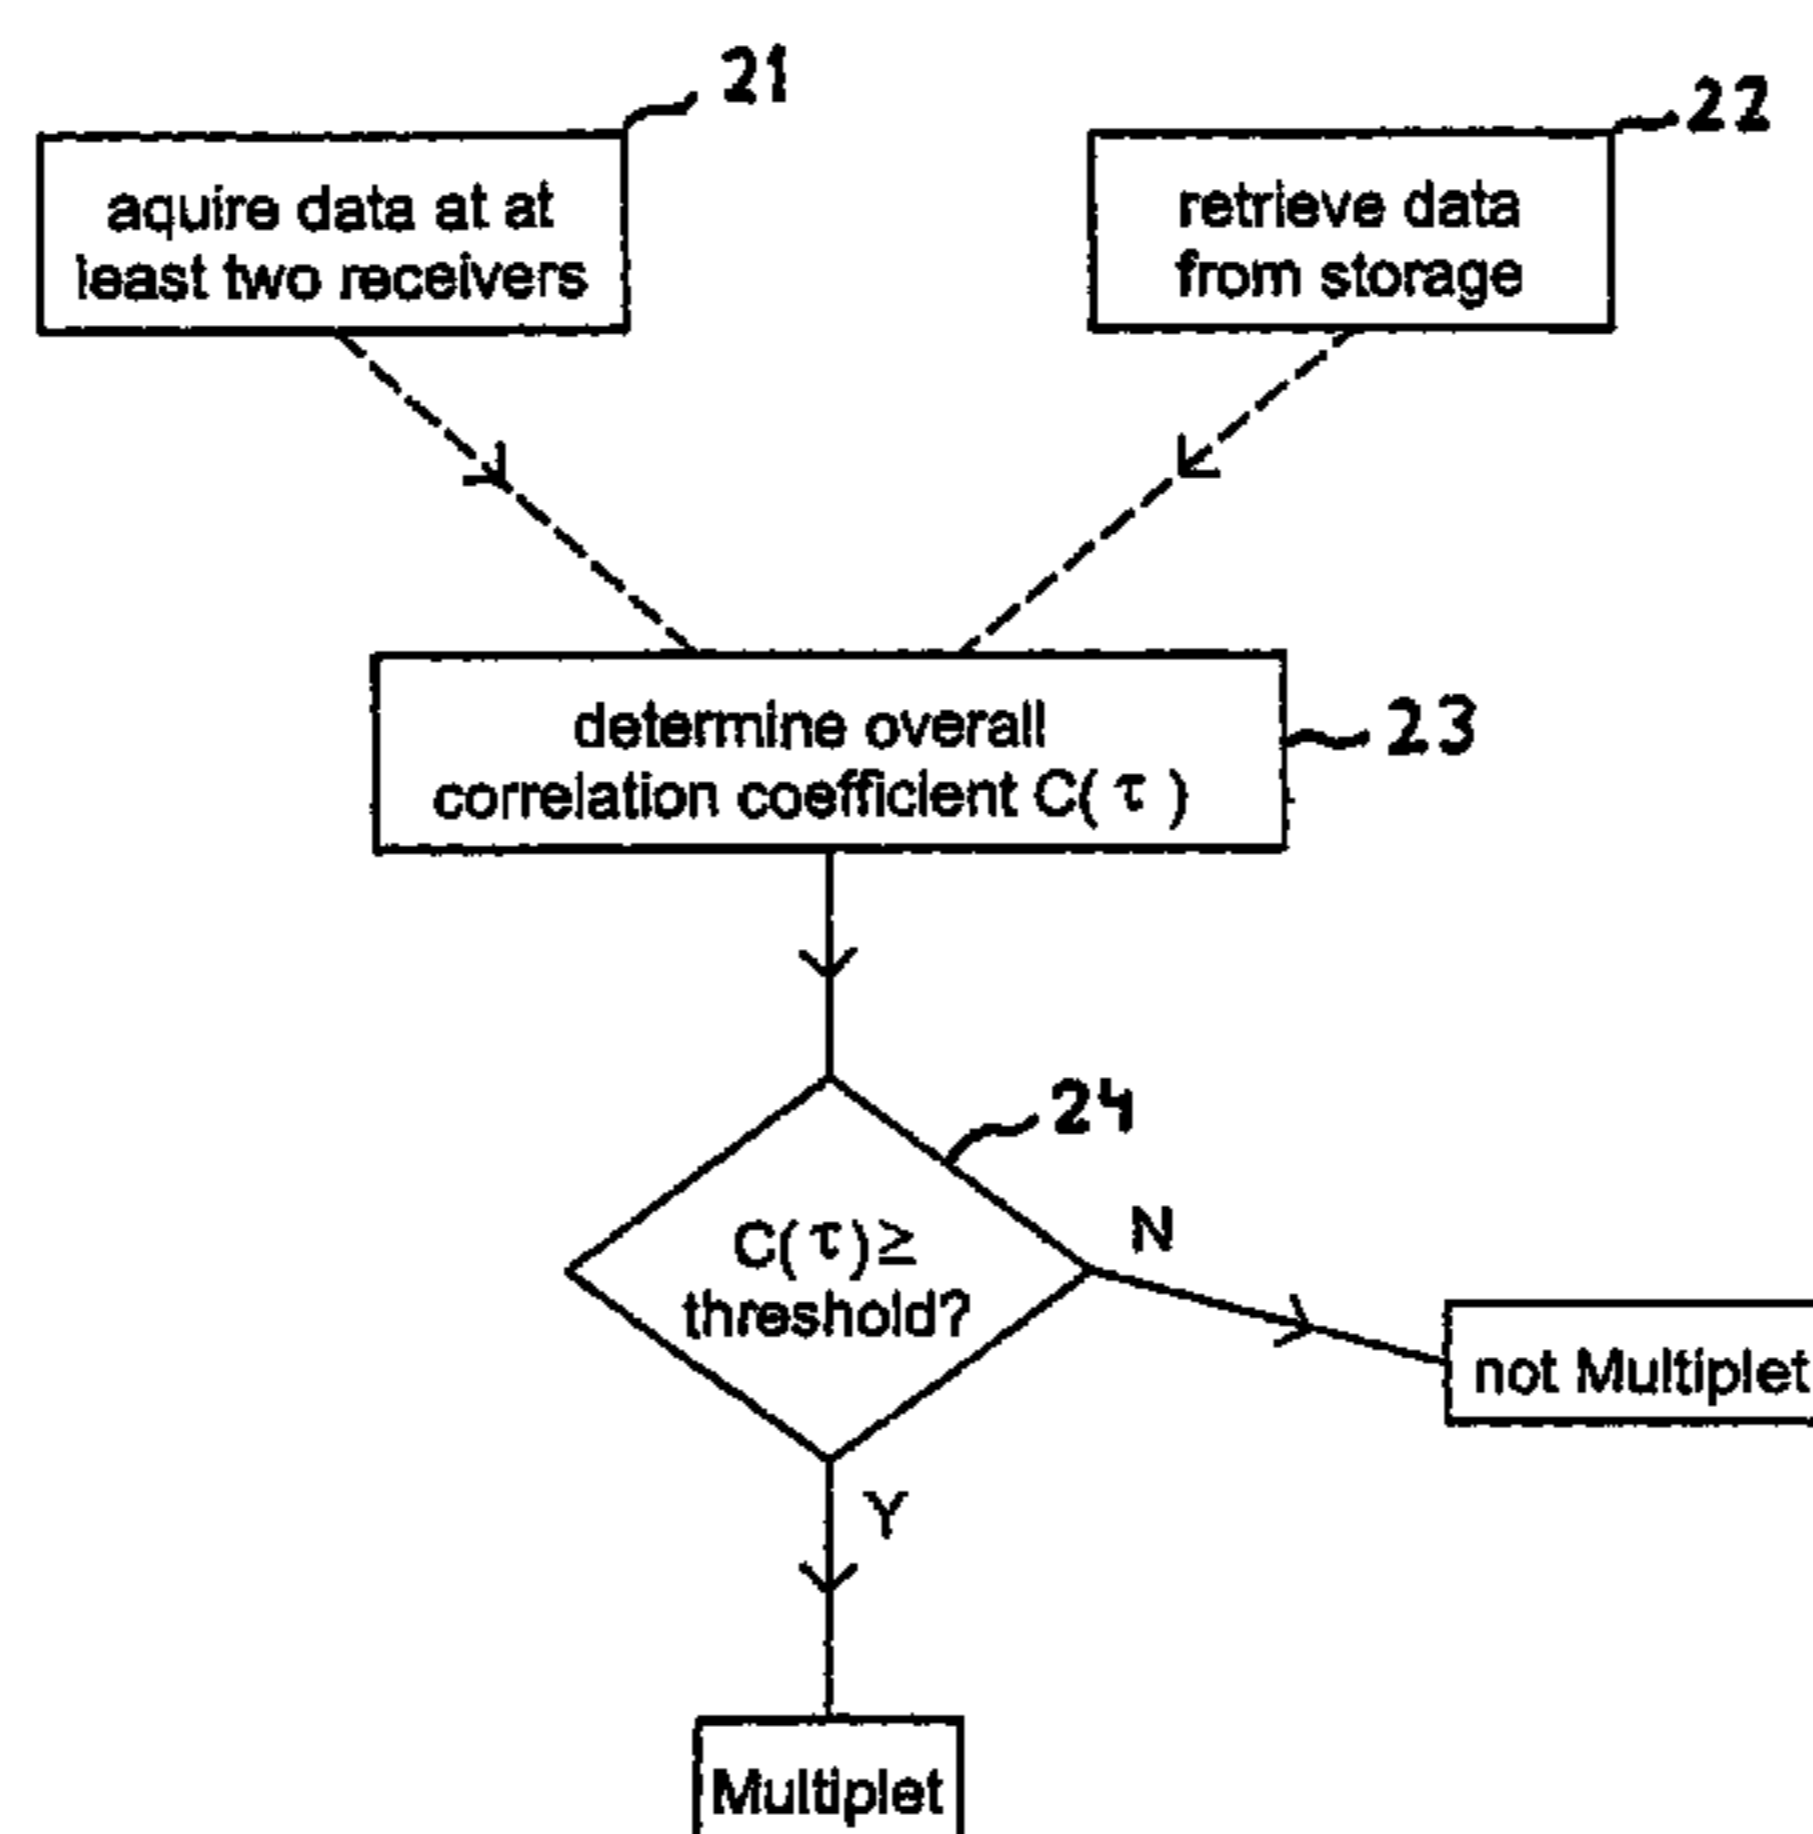 21
22
aquire data at at
least two receivers
retrieve data
from storage
determine overall
correlation coefficient C( τ )
23
24
C( τ )≥
threshold?
N
not Multiplet
Y
Multiplet